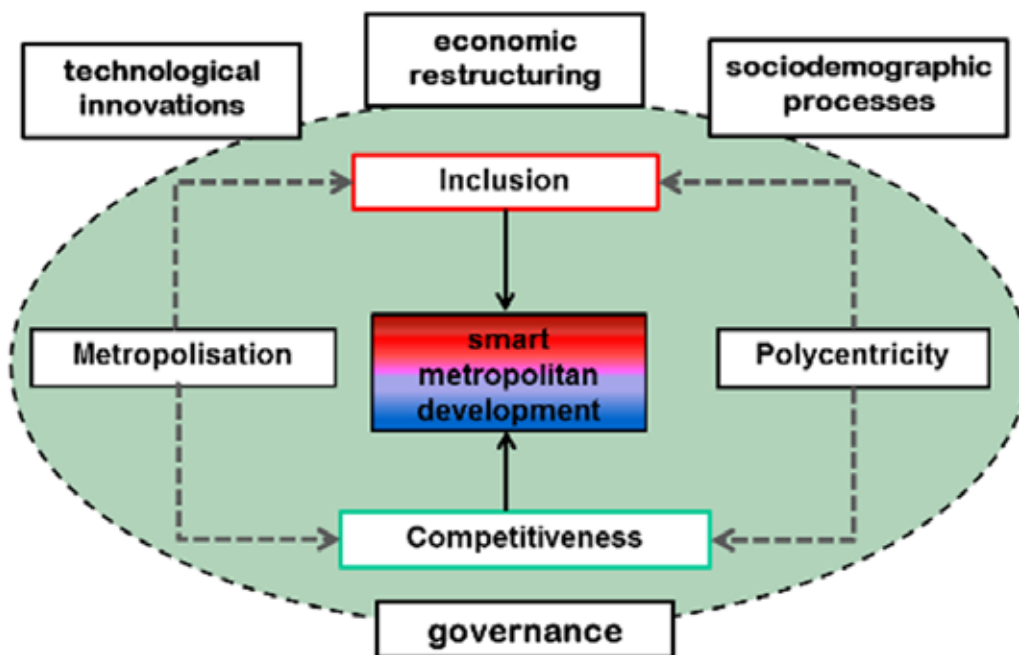 economic
restructuring
technological
innovations
sociodemographic
processes
Inclusion
Metropolisation
smart
metropolitan
development
Polycentricity
Competitiveness
governance